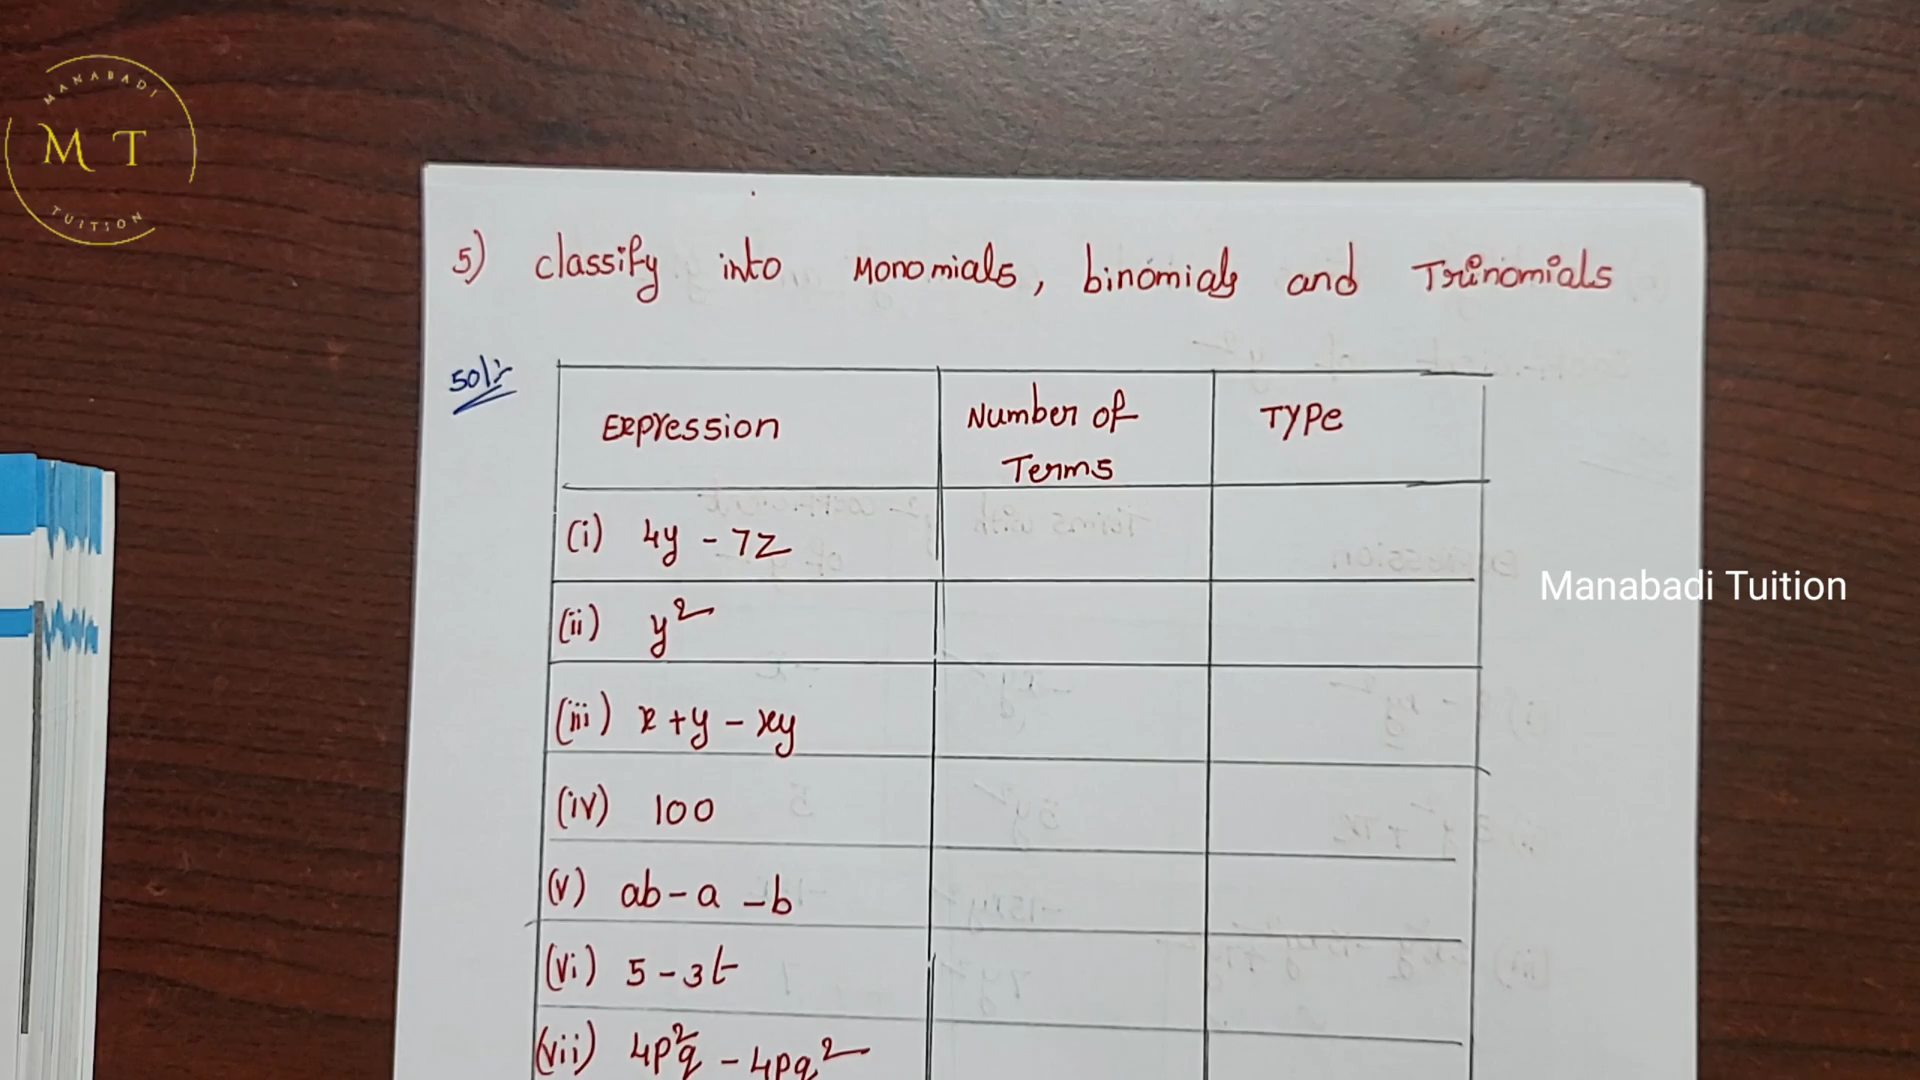 MANABADI
M T
TUITION
5) classify into Monomials, binomials and Trinomials
Sol:-
Expression
Number of
Terms
Type
(i) 4y - 7z
(ii) y²
(iii) x + y - xy
(iv) 100
(v) ab - a - b
(vi) 5 - 3t
(vii) 4p²q - 4pq²
Manabadi Tuition